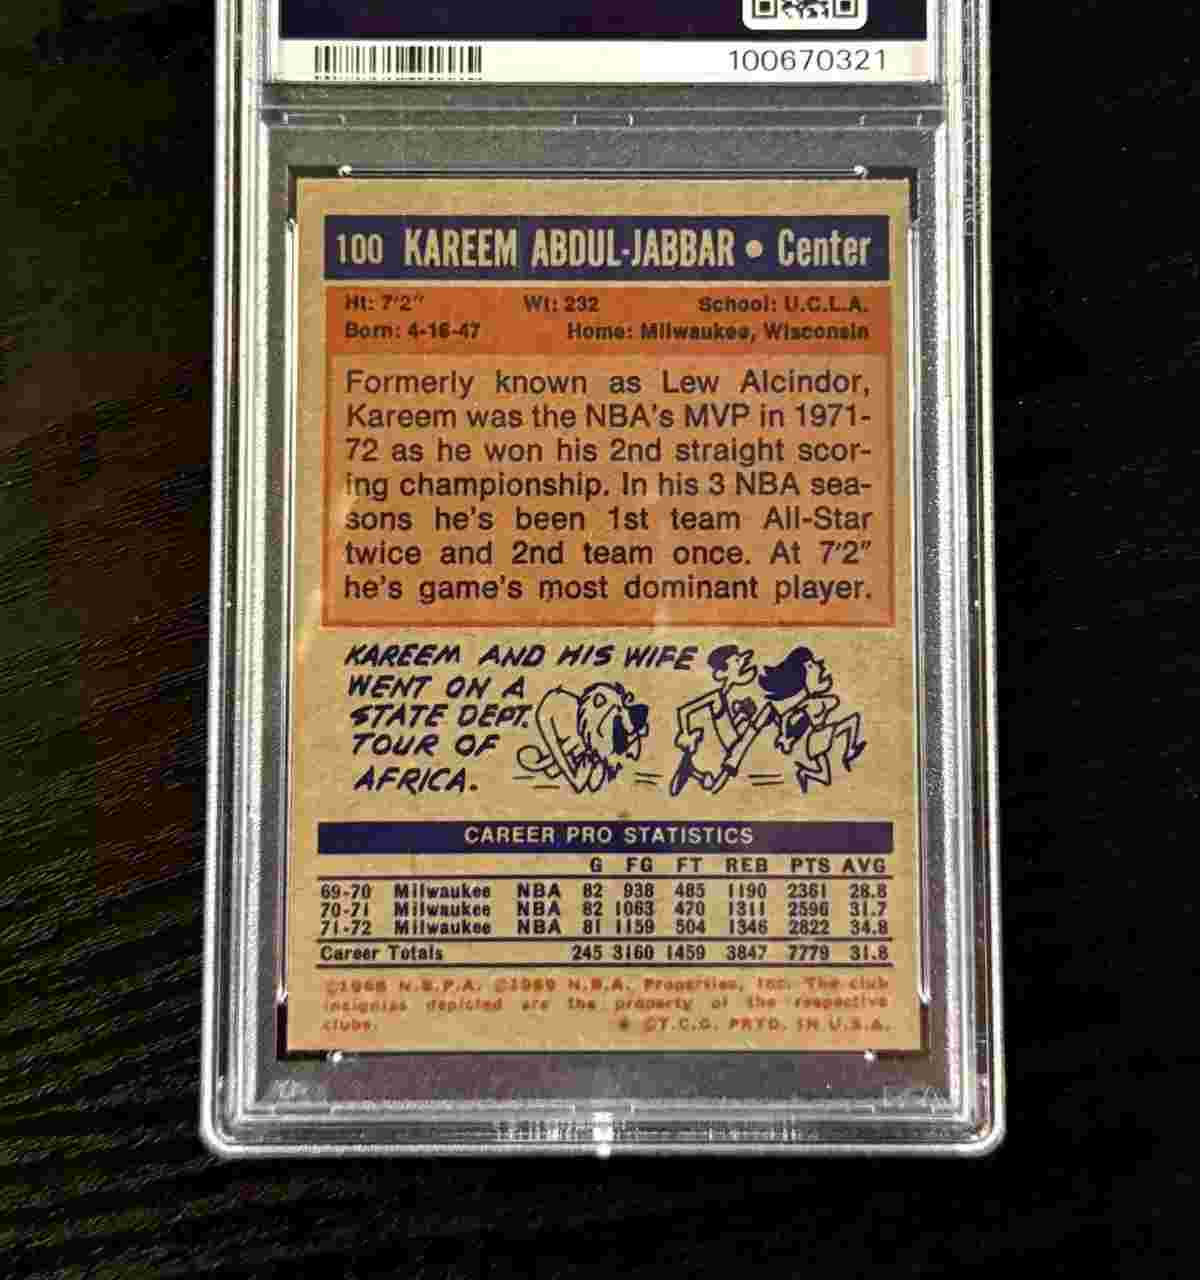 100670321
100 KAREEM ABDUL-JABBAR • Center
Ht: 7'2" Wt: 232 School: U.C.L.A.
Born: 4-16-47 Home: Milwaukee, Wisconsin
Formerly known as Lew Alcindor,
Kareem was the NBA's MVP in 1971-
72 as he won his 2nd straight scor-
ing championship. In his 3 NBA sea-
sons he's been 1st team All-Star
twice and 2nd team once. At 7'2"
he's game's most dominant player.
KAREEM AND HIS WIFE
WENT ON A
STATE DEPT.
TOUR OF
AFRICA.
CAREER PRO STATISTICS
G FG FT REB PTS AVG
69-70 Milwaukee NBA 82 938 485 1190 2361 28.8
70-71 Milwaukee NBA 82 1063 470 1311 2596 31.7
71-72 Milwaukee NBA 81 1159 504 1346 2822 34.8
Career Totals 245 3160 1459 3847 7779 31.8
©1968 N.B.P.A. ©1969 N.B.A. Properties, Inc. The club
insignias depicted are the property of the respective
clubs. * ©T.C.G. PRTD. IN U.S.A.